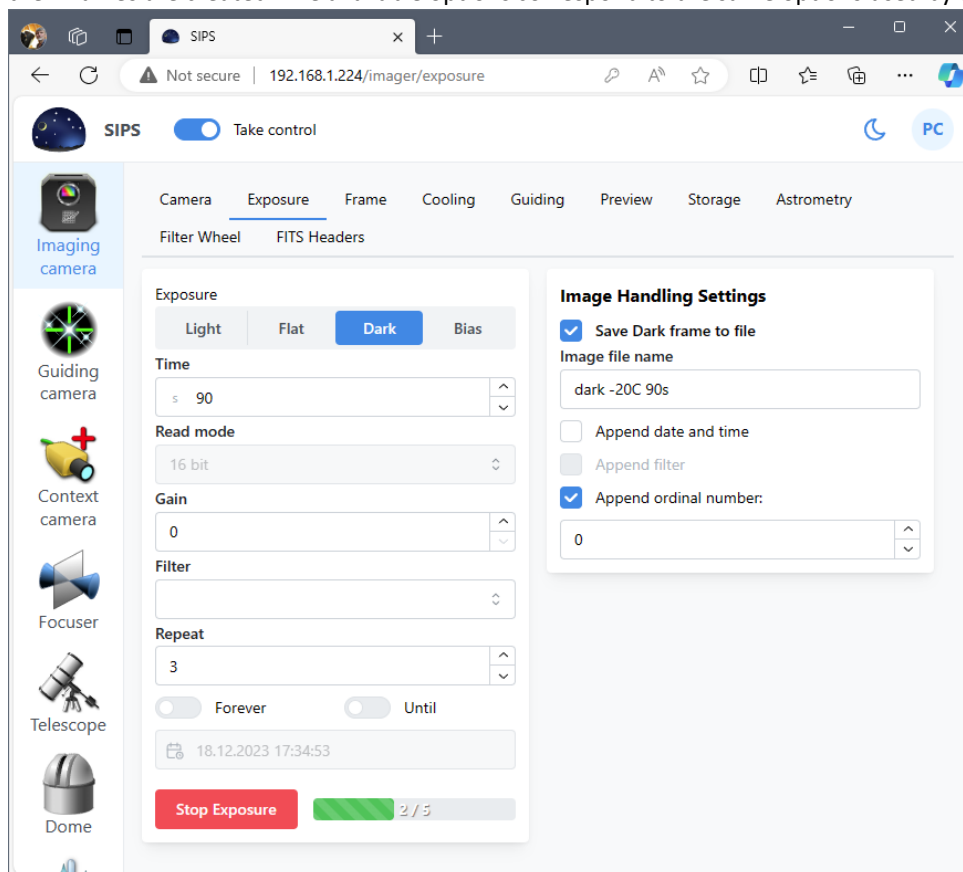 SIPS
Not secure | 192.168.1.224/imager/exposure
SIPS Take control PC
Camera Exposure Frame Cooling Guiding Preview Storage Astrometry
Filter Wheel FITS Headers
Imaging
camera
Guiding
camera
Context
camera
Focuser
Telescope
Dome
Exposure
Light Flat Dark Bias
Time
s 90
Read mode
16 bit
Gain
0
Filter
Repeat
3
Forever Until
18.12.2023 17:34:53
Stop Exposure 2 / 5
Image Handling Settings
Save Dark frame to file
Image file name
dark -20C 90s
Append date and time
Append filter
Append ordinal number:
0